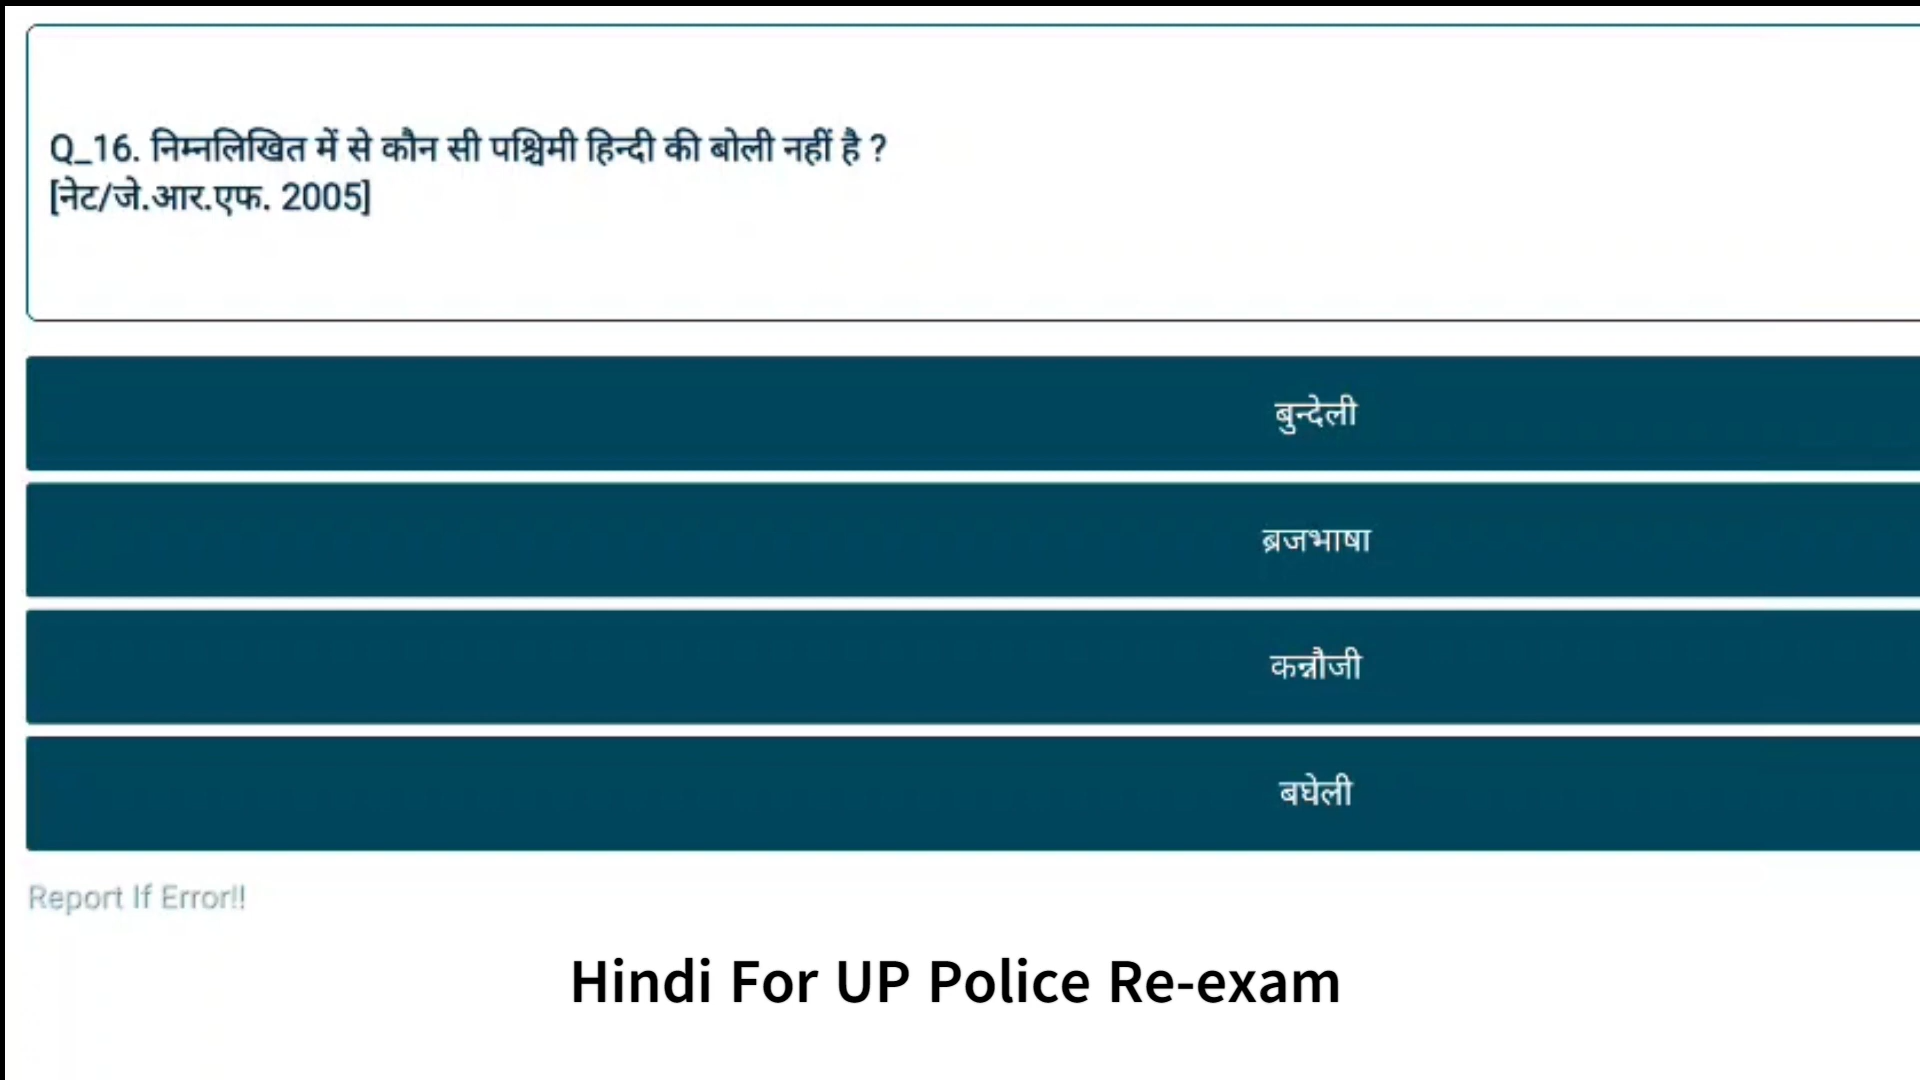 Q_16. निम्नलिखित में से कौन सी पश्चिमी हिन्दी की बोली नहीं है ?
[नेट/जे.आर.एफ. 2005]
बुन्देली
ब्रजभाषा
कन्नौजी
बघेली
Report If Error!!
Hindi For UP Police Re-exam